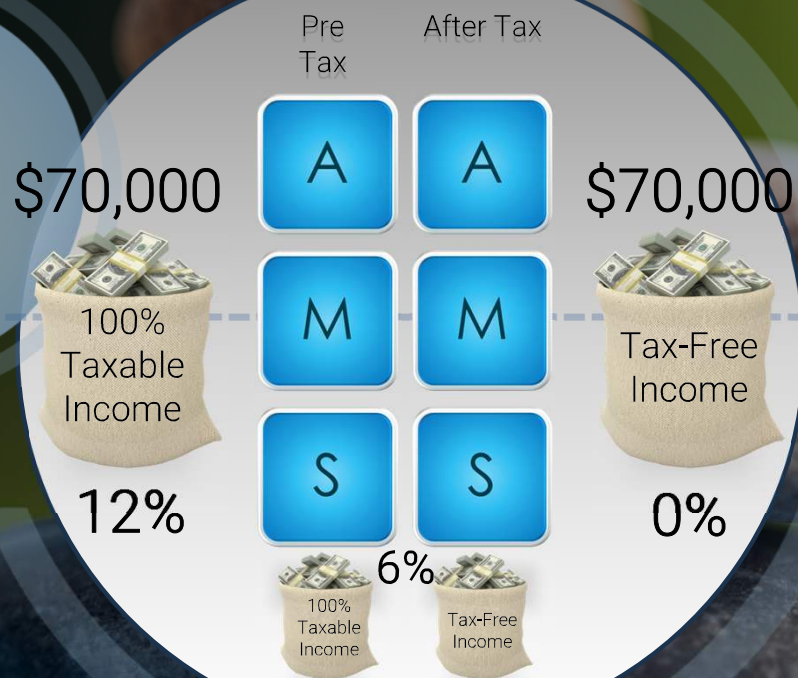 Pre
Tax
After Tax
A
A
$70,000
$70,000
100%
Taxable
Income
M
M
Tax-Free
Income
12%
S
S
0%
6%
100%
Taxable
Income
Tax-Free
Income